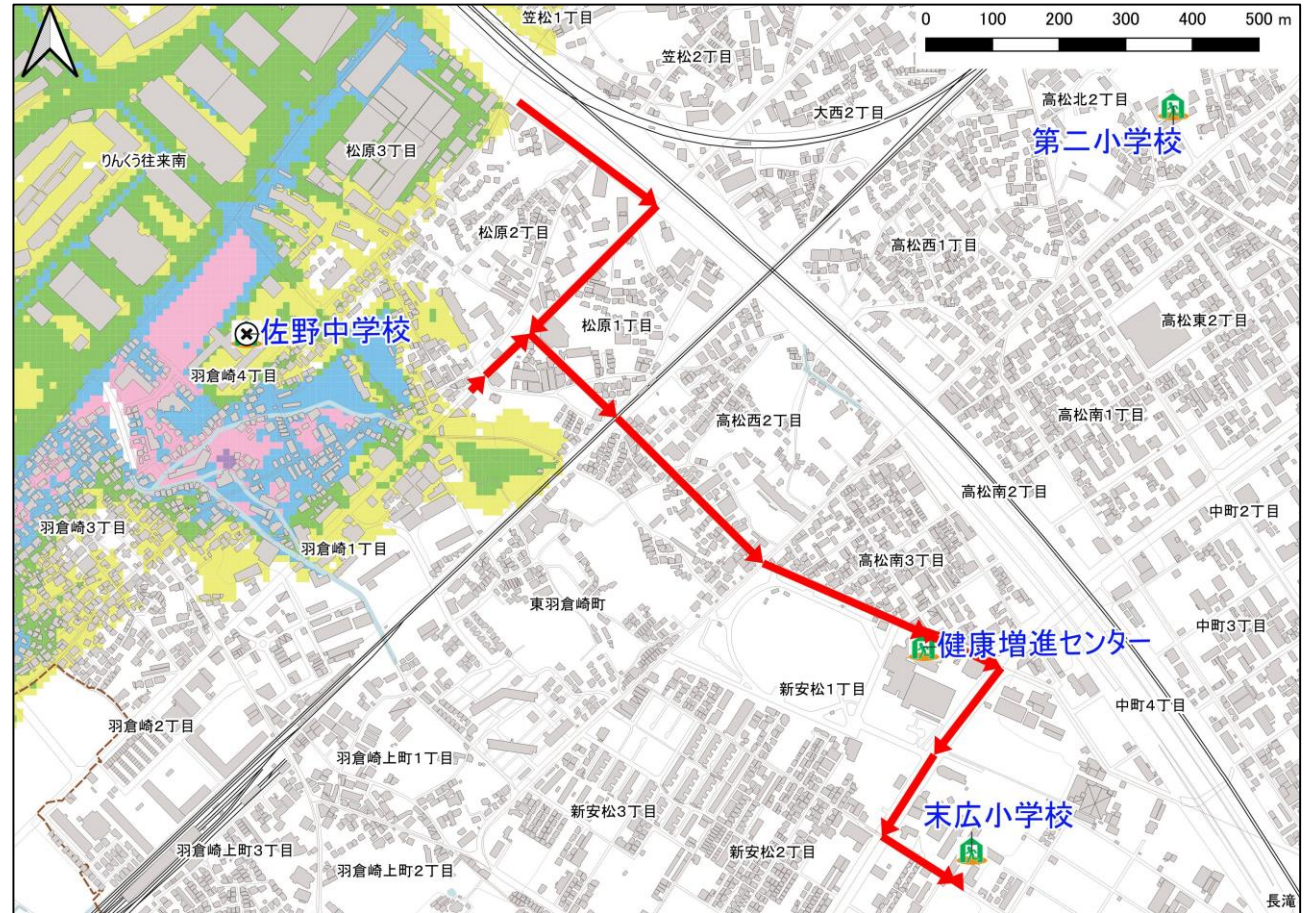 笠松1丁目
0 100 200 300 400 500 m
笠松2丁目
高松北2丁目
大西2丁目
第二小学校
松原3丁目
りんくう往来南
松原2丁目
高松西1丁目
高松東2丁目
松原1丁目
佐野中学校
羽倉崎4丁目
高松南1丁目
高松西2丁目
高松南2丁目
中町2丁目
羽倉崎3丁目
羽倉崎1丁目
高松南3丁目
東羽倉崎町
中町3丁目
健康増進センター
新安松1丁目
中町4丁目
羽倉崎2丁目
羽倉崎上町1丁目
新安松3丁目
末広小学校
羽倉崎上町3丁目
新安松2丁目
羽倉崎上町2丁目
長滝